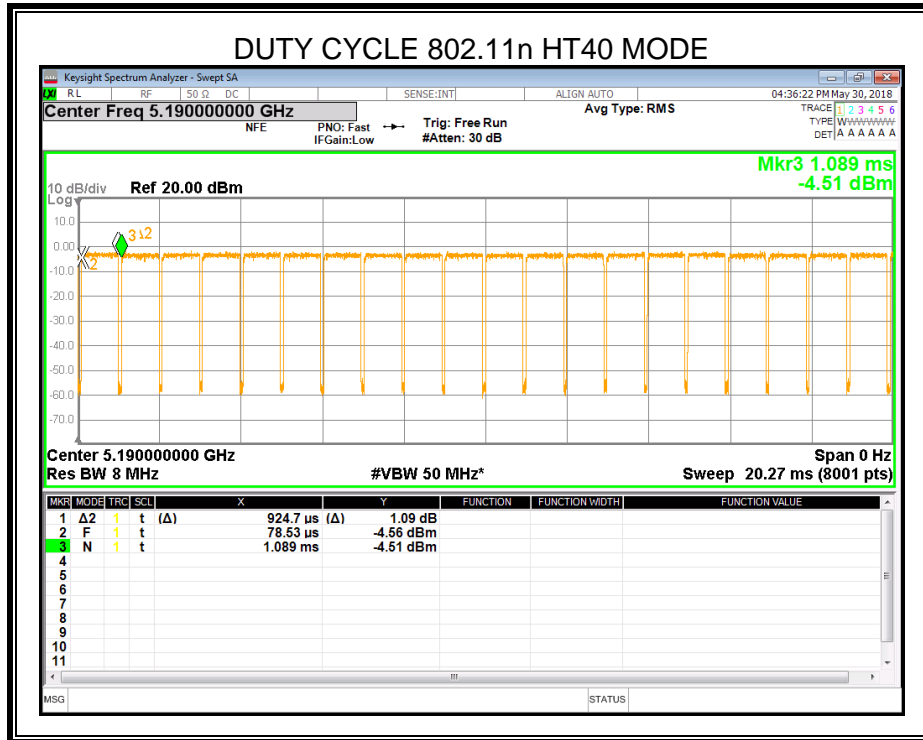 DUTY CYCLE 802.11n HT40 MODE
Keysight Spectrum Analyzer - Swept SA
LXI RL RF 50 Ω DC SENSE:INT ALIGN AUTO 04:36:22 PM May 30, 2018
Center Freq 5.190000000 GHz Avg Type: RMS TRACE 1 2 3 4 5 6
NFE PNO: Fast Trig: Free Run TYPE WWWWWW
IFGain:Low #Atten: 30 dB DET A A A A A A
Mkr3 1.089 ms
10 dB/div Ref 20.00 dBm -4.51 dBm
Log
10.0
0.00
-10.0
-20.0
-30.0
-40.0
-50.0
-60.0
-70.0
3 1Δ2
2
Center 5.190000000 GHz Span 0 Hz
Res BW 8 MHz #VBW 50 MHz* Sweep 20.27 ms (8001 pts)
MKR MODE TRC SCL X Y FUNCTION FUNCTION WIDTH FUNCTION VALUE
1 Δ2 1 t (Δ) 924.7 µs (Δ) 1.09 dB
2 F 1 t 78.53 µs -4.56 dBm
3 N 1 t 1.089 ms -4.51 dBm
4
5
6
7
8
9
10
11
MSG STATUS